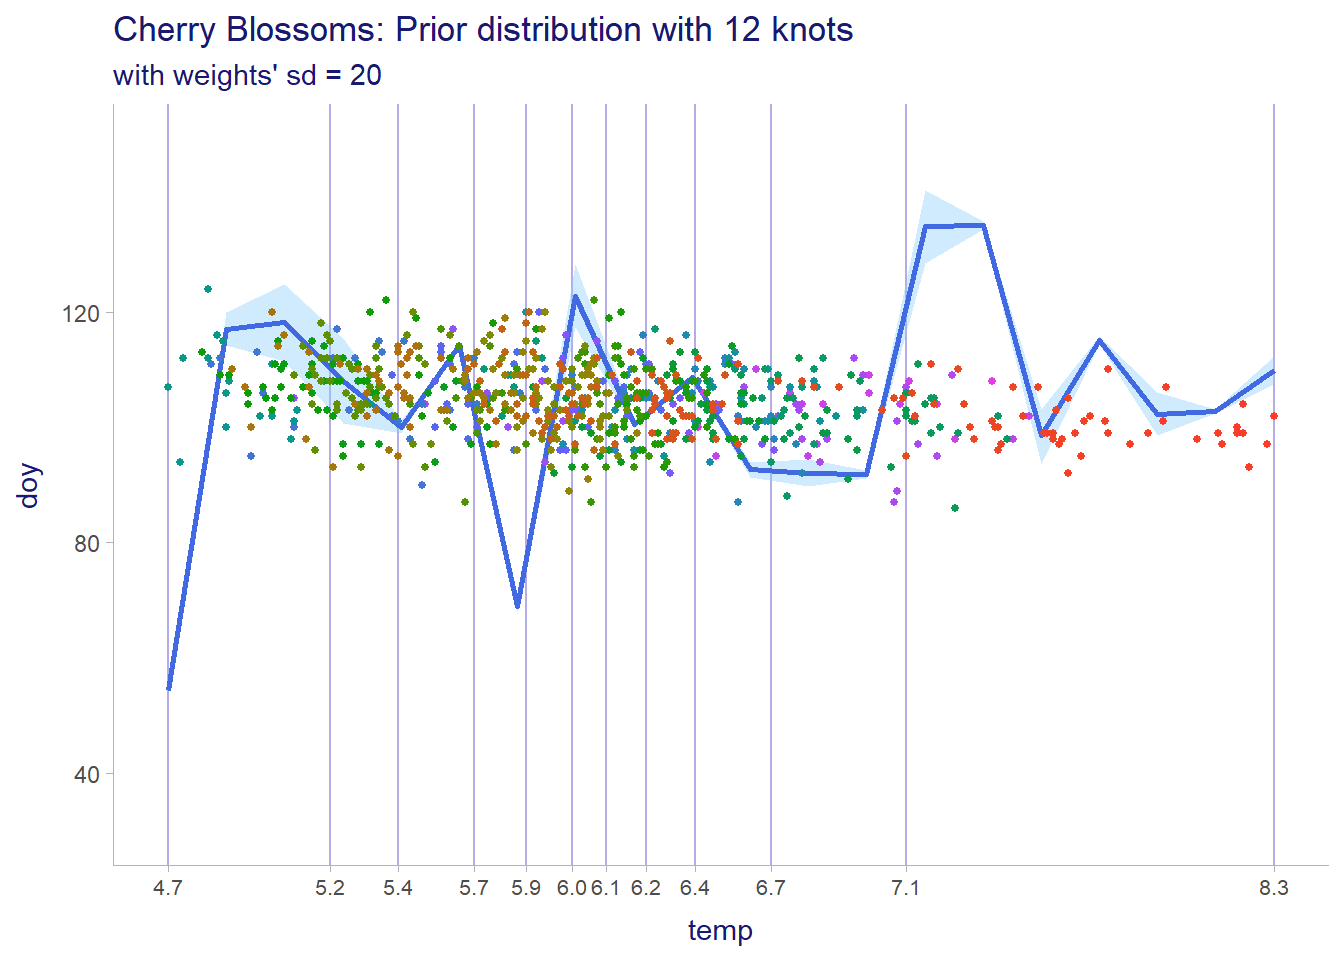 Cherry Blossoms: Prior distribution with 12 knots
with weights' sd = 20
doy
120
80
40
4.7 5.2 5.4 5.7 5.9 6.0 6.1 6.2 6.4 6.7 7.1 8.3
temp